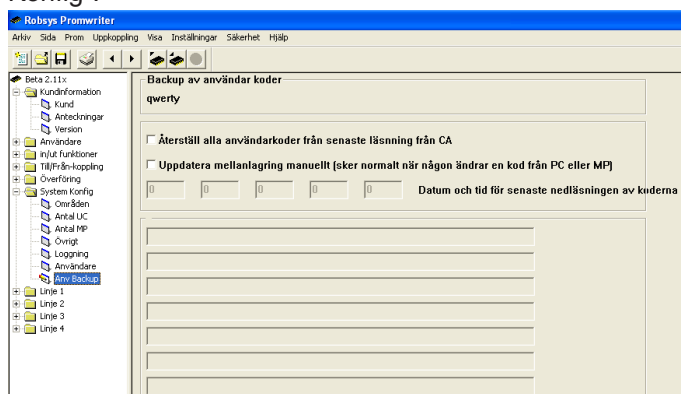 Robsys Promwriter
Arkiv Sida Prom Uppkoppling Visa Inställningar Säkerhet Hjälp
Beta 2.11x
Kundinformation
Kund
Anteckningar
Version
Användare
in/ut funktioner
Till/Från-koppling
Överföring
System Konfig
Områden
Antal UC
Antal MP
Övrigt
Loggning
Användare
Anv Backup
Linje 1
Linje 2
Linje 3
Linje 4
Backup av användar koder
qwerty
Återställ alla användarkoder från senaste läsnning från CA
Uppdatera mellanlagring manuellt (sker normalt när någon ändrar en kod från PC eller MP)
0 0 0 0 0 Datum och tid för senaste nedläsningen av koderna